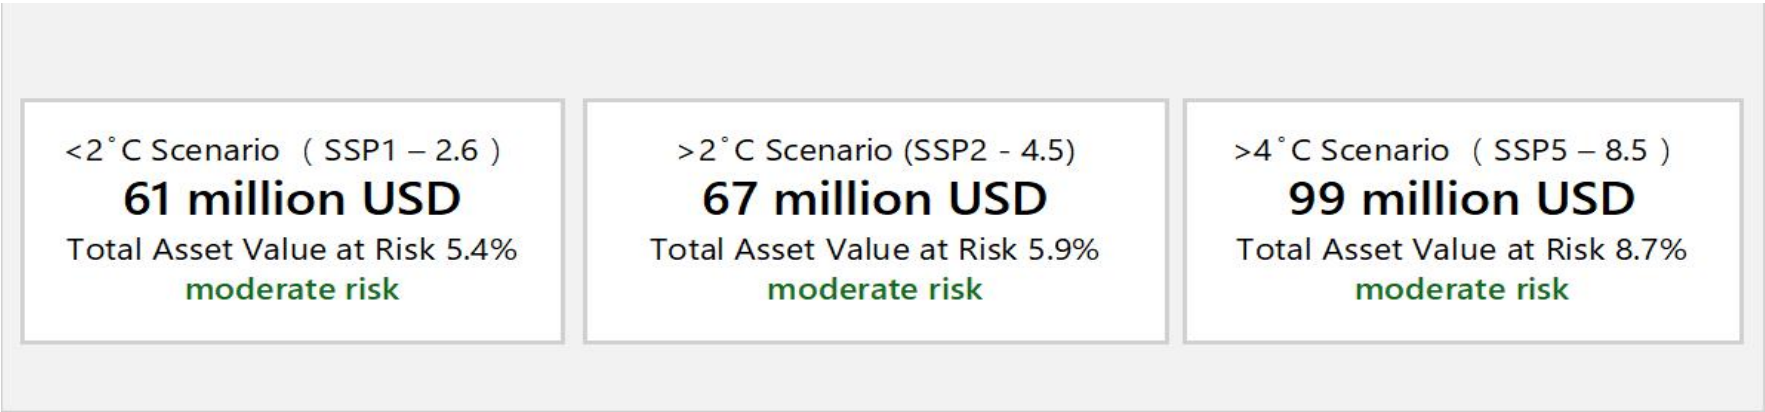 <2°C Scenario ( SSP1 – 2.6 )
61 million USD
Total Asset Value at Risk 5.4%
moderate risk
>2°C Scenario (SSP2 - 4.5)
67 million USD
Total Asset Value at Risk 5.9%
moderate risk
>4°C Scenario ( SSP5 – 8.5 )
99 million USD
Total Asset Value at Risk 8.7%
moderate risk